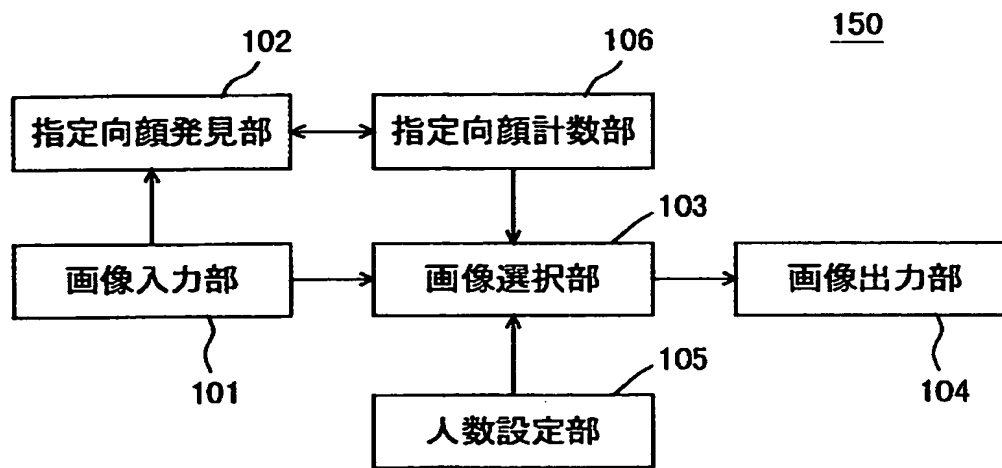 150
102
106
指定向顔発見部
指定向顔計数部
103
画像入力部
画像選択部
画像出力部
101
105
104
人数設定部